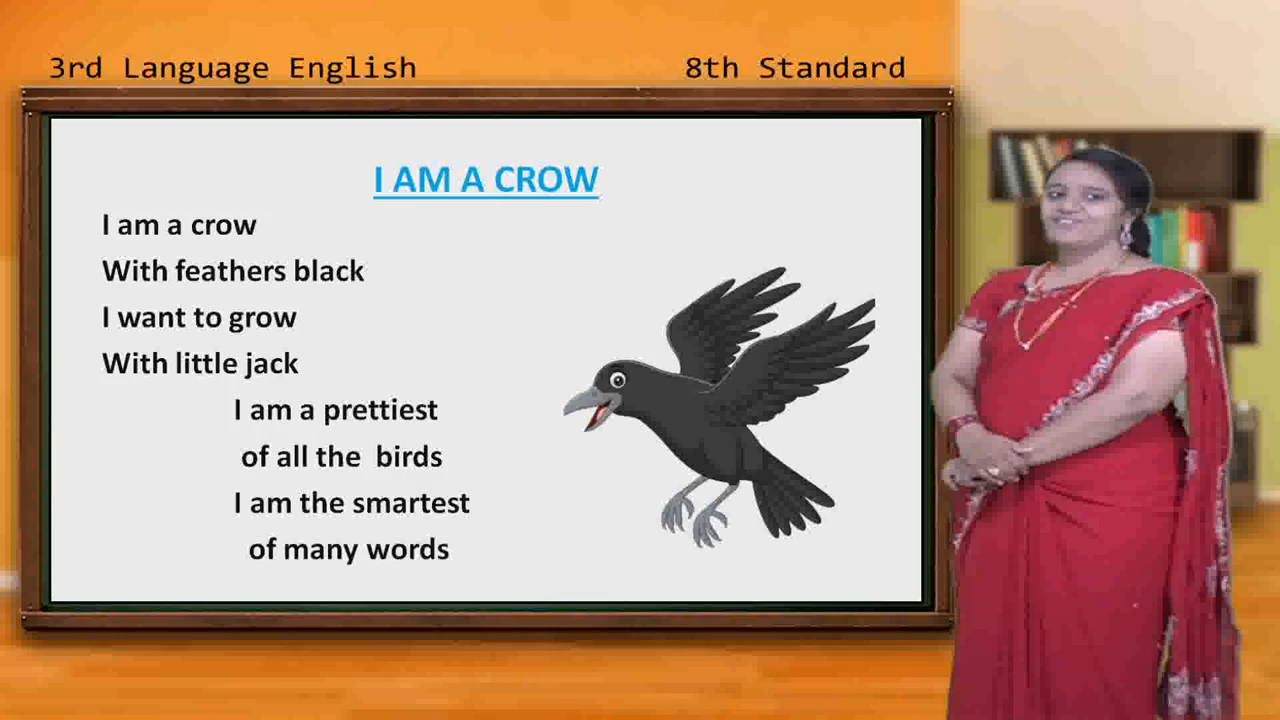 3rd Language English
8th Standard
I AM A CROW
I am a crow
With feathers black
I want to grow
With little jack
I am a prettiest
of all the birds
I am the smartest
of many words